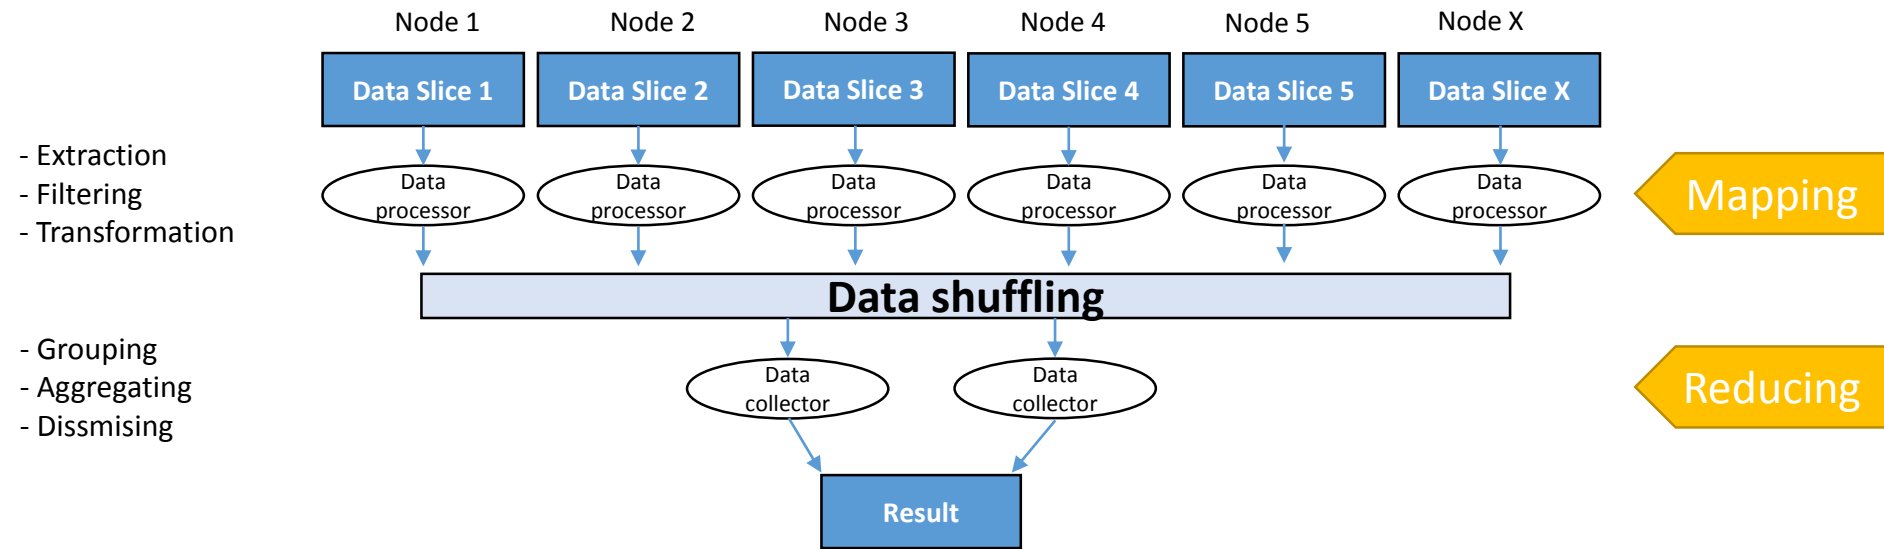 Node 1
Node 2
Node 3
Node 4
Node 5
Node X
Data Slice 1
Data Slice 2
Data Slice 3
Data Slice 4
Data Slice 5
Data Slice X
- Extraction
- Filtering
- Transformation
Data
processor
Data
processor
Data
processor
Data
processor
Data
processor
Data
processor
Mapping
Data shuffling
- Grouping
- Aggregating
- Dissmising
Data
collector
Data
collector
Reducing
Result